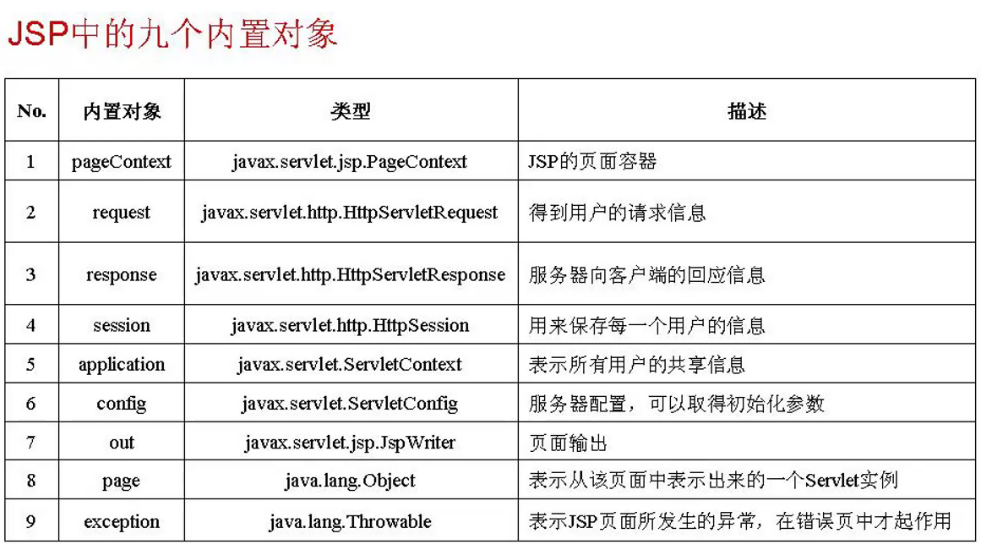 JSP中的九个内置对象
No. 内置对象 类型 描述
1 pageContext javax.servlet.jsp.PageContext JSP的页面容器
2 request javax.servlet.http.HttpServletRequest 得到用户的请求信息
3 response javax.servlet.http.HttpServletResponse 服务器向客户端的回应信息
4 session javax.servlet.http.HttpSession 用来保存每一个用户的信息
5 application javax.servlet.ServletContext 表示所有用户的共享信息
6 config javax.servlet.ServletConfig 服务器配置，可以取得初始化参数
7 out javax.servlet.jsp.JspWriter 页面输出
8 page java.lang.Object 表示从该页面中表示出来的一个Servlet实例
9 exception java.lang.Throwable 表示JSP页面所发生的异常，在错误页中才起作用